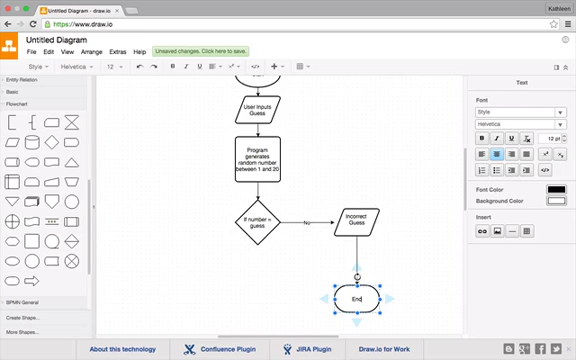 Untitled Diagram
Kathleen
https://www.draw.io
Untitled Diagram
File Edit View Arrange Extras Help
Unsaved changes. Click here to save.
Style
Helvetica
12
B I U
Entity Relation
Basic
Flowchart
BPMN General
Create Shape...
More Shapes...
User Inputs
Guess
Program
generates
random number
between 1 and 20
If number =
guess
No
Incorrect
Guess
End
Text
Font
Style
Helvetica
B I U T 12 pt
Font Color
Background Color
Insert
About this technology
Confluence Plugin
JIRA Plugin
Draw.io for Work